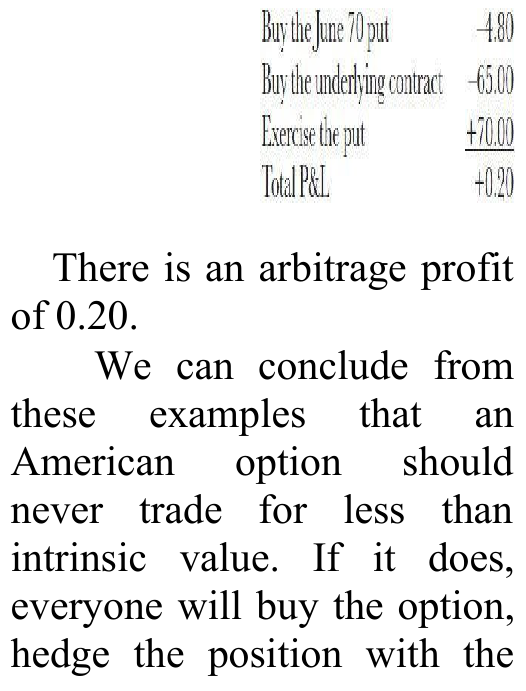 Buy the June 70 put –4.80
Buy the underlying contract –65.00
Exercise the put +70.00
Total P&L +0.20
There is an arbitrage profit
of 0.20.
We can conclude from
these examples that an
American option should
never trade for less than
intrinsic value. If it does,
everyone will buy the option,
hedge the position with the